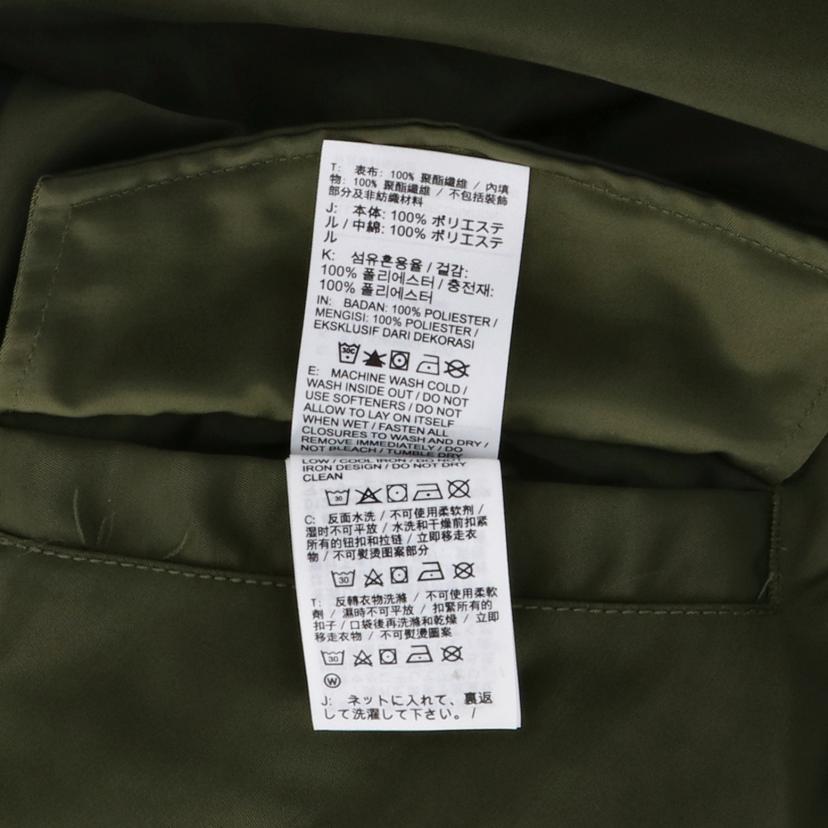 T: 表布: 100% 聚酯纖維 / 內填
物: 100% 聚酯纖維 / 不包括裝飾
部分及非紡織材料
J: 本体: 100% ポリエステ
ル / 中綿: 100% ポリエステ
ル
K: 섬유혼용율 / 겉감:
100% 폴리에스터 / 충전재:
100% 폴리에스터
IN: BADAN: 100% POLIESTER /
MENGISI: 100% POLIESTER /
EKSKLUSIF DARI DEKORASI
30C
E: MACHINE WASH COLD /
WASH INSIDE OUT / DO NOT
USE SOFTENERS / DO NOT
ALLOW TO LAY ON ITSELF
WHEN WET / FASTEN ALL
CLOSURES TO WASH AND DRY /
REMOVE IMMEDIATELY / DO
NOT BLEACH / TUMBLE DRY
LOW / COOL IRON / DO NOT
IRON DESIGN / DO NOT DRY
CLEAN
30
C: 反面水洗 / 不可使用柔软剂 /
湿时不可平放 / 水洗和干燥前扣紧
所有的钮扣和拉链 / 立即移走衣
物 / 不可熨烫图案部分
30
T: 反轉衣物洗滌 / 不可使用柔軟
劑 / 濕時不可平放 / 扣緊所有的
扣子 / 口袋後再洗滌和乾燥 / 立即
移走衣物 / 不可熨燙圖案
30
W
J: ネットに入れて、裏返
して洗濯して下さい。 /